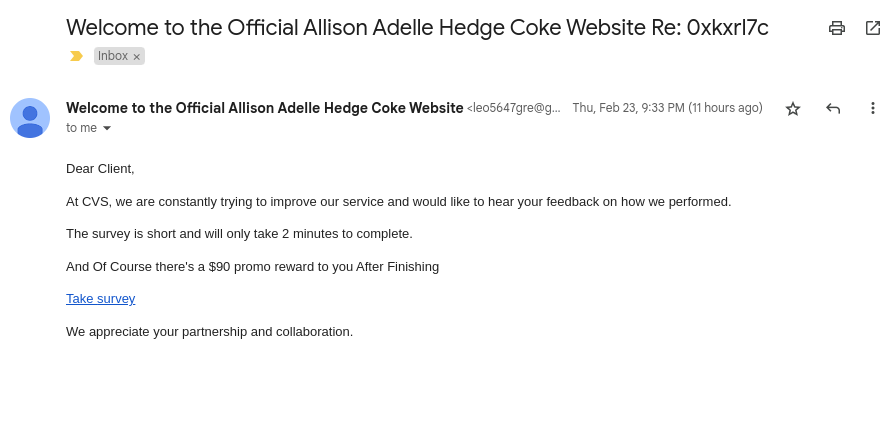 Welcome to the Official Allison Adelle Hedge Coke Website Re: 0xkxrl7c
Inbox ×
Welcome to the Official Allison Adelle Hedge Coke Website <leo5647gre@g... Thu, Feb 23, 9:33 PM (11 hours ago)
to me
Dear Client,
At CVS, we are constantly trying to improve our service and would like to hear your feedback on how we performed.
The survey is short and will only take 2 minutes to complete.
And Of Course there's a $90 promo reward to you After Finishing
Take survey
We appreciate your partnership and collaboration.